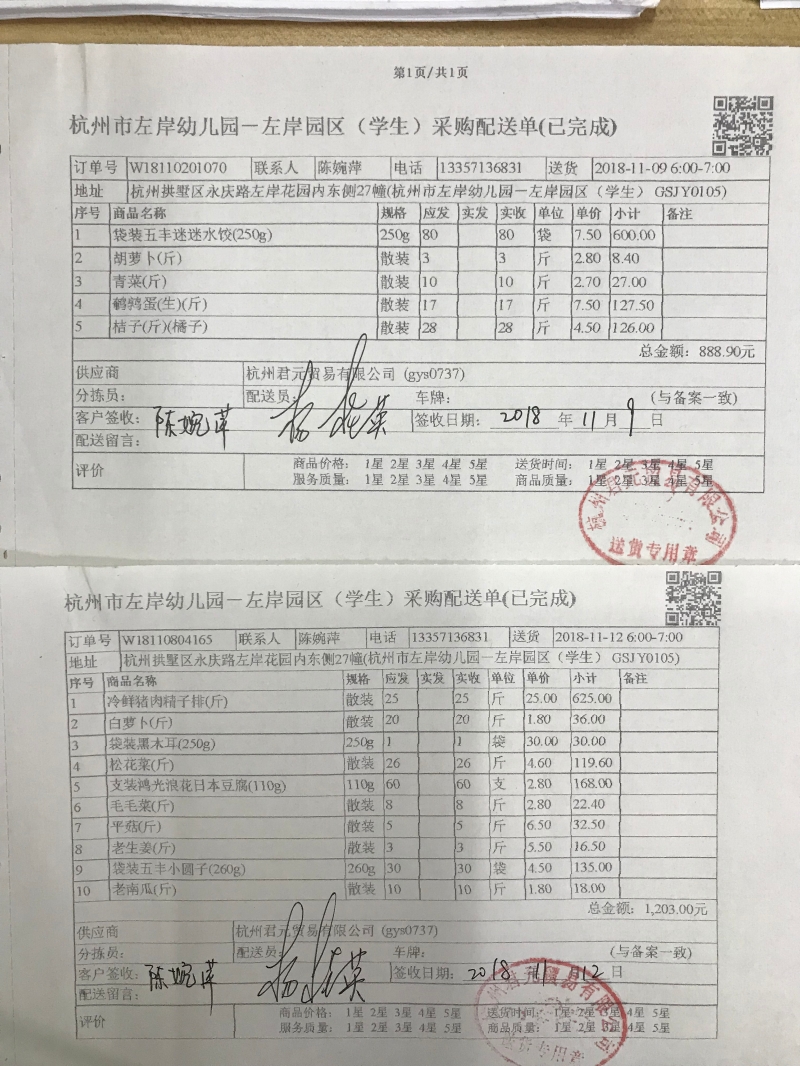 第1页/共1页
杭州市左岸幼儿园－左岸园区（学生）采购配送单(已完成)
订单号 W18110201070 联系人 陈婉萍 电话 13357136831 送货 2018-11-09 6:00-7:00
地址 杭州拱墅区永庆路左岸花园内东侧27幢(杭州市左岸幼儿园－左岸园区（学生）GSJY0105)
序号 商品名称 规格 应发 实发 实收 单位 单价 小计 备注
1 袋装五丰迷迷水饺(250g) 250g 80 80 袋 7.50 600.00
2 胡萝卜(斤) 散装 3 3 斤 2.80 8.40
3 青菜(斤) 散装 10 10 斤 2.70 27.00
4 鹌鹑蛋(生)(斤) 散装 17 17 斤 7.50 127.50
5 桔子(斤)(橘子) 散装 28 28 斤 4.50 126.00
总金额：888.90元
供应商 杭州君元贸易有限公司 (gys0737)
分拣员： 配送员： 车牌： (与备案一致)
客户签收： 陈婉萍 杨桂英 签收日期： 2018 年 11 月 9 日
配送留言：
评价 商品价格： 1星 2星 3星 4星 5星 送货时间： 1星 2星 3星 4星 5星
服务质量： 1星 2星 3星 4星 5星 商品质量： 1星 2星 3星 4星 5星
杭州君元贸易有限公司
送货专用章
杭州市左岸幼儿园－左岸园区（学生）采购配送单(已完成)
订单号 W18110804165 联系人 陈婉萍 电话 13357136831 送货 2018-11-12 6:00-7:00
地址 杭州拱墅区永庆路左岸花园内东侧27幢(杭州市左岸幼儿园－左岸园区（学生）GSJY0105)
序号 商品名称 规格 应发 实发 实收 单位 单价 小计 备注
1 冷鲜猪肉精子排(斤) 散装 25 25 斤 25.00 625.00
2 白萝卜(斤) 散装 20 20 斤 1.80 36.00
3 袋装黑木耳(250g) 250g 1 1 袋 30.00 30.00
4 松花菜(斤) 散装 26 26 斤 4.60 119.60
5 支装鸿光浪花日本豆腐(110g) 110g 60 60 支 2.80 168.00
6 毛毛菜(斤) 散装 8 8 斤 2.80 22.40
7 平菇(斤) 散装 5 5 斤 6.50 32.50
8 老生姜(斤) 散装 3 3 斤 5.50 16.50
9 袋装五丰小圆子(260g) 260g 30 30 袋 4.50 135.00
10 老南瓜(斤) 散装 10 10 斤 1.80 18.00
总金额：1,203.00元
供应商 杭州君元贸易有限公司 (gys0737)
分拣员： 配送员： 车牌： (与备案一致)
客户签收： 陈婉萍 杨桂英 签收日期： 2018 年 11 月 12 日
配送留言：
评价 商品价格： 1星 2星 3星 4星 5星 送货时间： 1星 2星 3星 4星 5星
服务质量： 1星 2星 3星 4星 5星 商品质量： 1星 2星 3星 4星 5星
杭州君元贸易有限公司
送货专用章